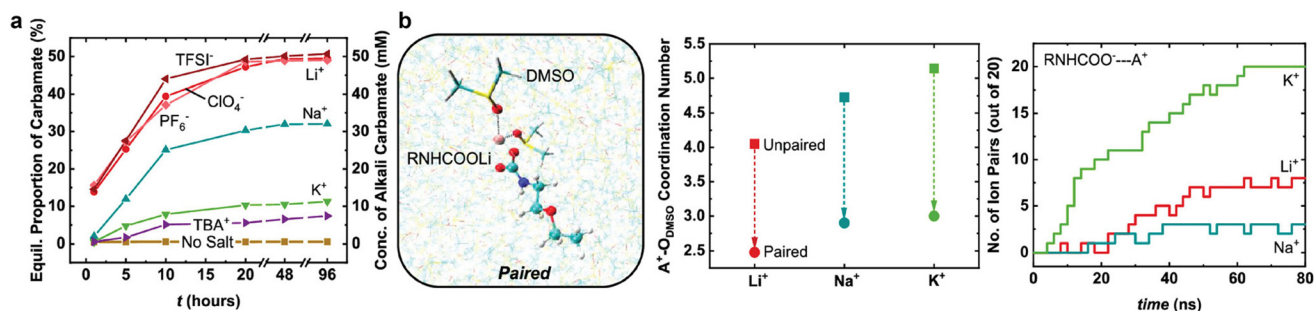 a
Equil. Proportion of Carbamate (%)
50
40
30
20
10
0
0
5
10
20
48
96
t (hours)
50
40
30
20
10
0
Conc. of Alkali Carbamate (mM)
TFSI-
Li+
ClO4-
PF6-
Na+
K+
TBA+
No Salt
b
DMSO
RNHCOOLi
Paired
A+-ODMSO Coordination Number
5.5
5.0
4.5
4.0
3.5
3.0
2.5
Unpaired
Paired
Li+
Na+
K+
No. of Ion Pairs (out of 20)
20
15
10
5
0
RNHCOO----A+
K+
Li+
Na+
0
20
40
60
80
time (ns)